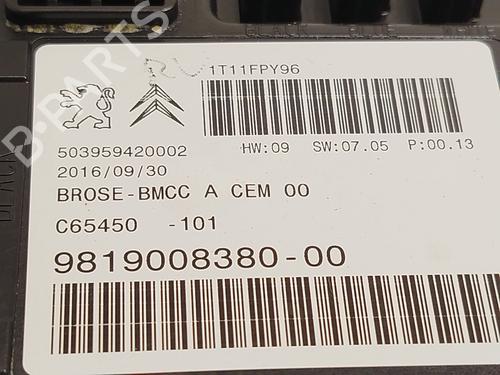 1T11FPY96
503959420002
HW:09 SW:07.05 P:00.13
2016/09/30
BROSE-BMCC A CEM 00
C65450 -101
9819008380-00
B-PARTS